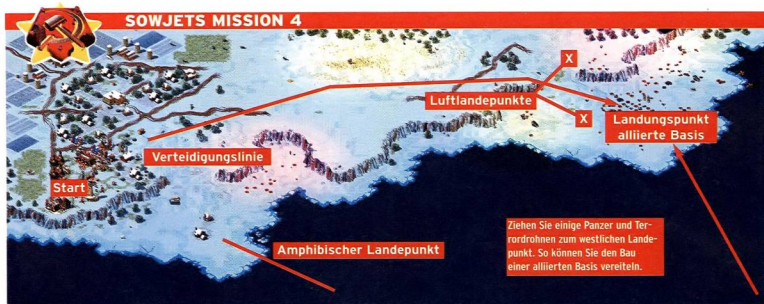 SOWJETS MISSION 4
X
Luftlandepunkte
X
Landungspunkt
alliierte Basis
Verteidigungslinie
Start
Amphibischer Landepunkt
Ziehen Sie einige Panzer und Ter-
rordrohnen zum westlichen Lande-
punkt. So können Sie den Bau
einer alliierten Basis vereiteln.